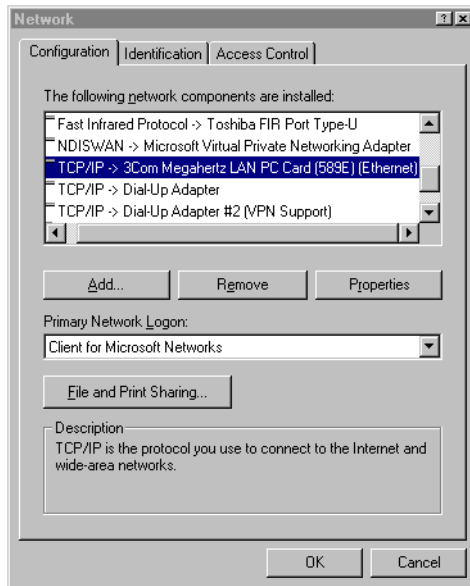 Network
Configuration Identification Access Control
The following network components are installed:
Fast Infrared Protocol -> Toshiba FIR Port Type-U
NDISWAN -> Microsoft Virtual Private Networking Adapter
TCP/IP -> 3Com Megahertz LAN PC Card (589E) (Ethernet)
TCP/IP -> Dial-Up Adapter
TCP/IP -> Dial-Up Adapter #2 (VPN Support)
Add... Remove Properties
Primary Network Logon:
Client for Microsoft Networks
File and Print Sharing...
Description
TCP/IP is the protocol you use to connect to the Internet and
wide-area networks.
OK Cancel